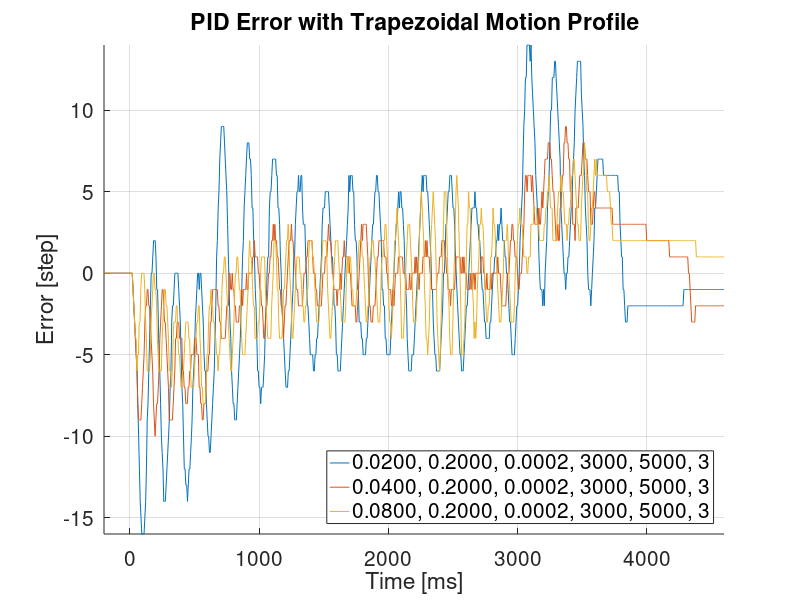 PID Error with Trapezoidal Motion Profile
10
5
0
-5
-10
-15
Error [step]
0.0200, 0.2000, 0.0002, 3000, 5000, 3
0.0400, 0.2000, 0.0002, 3000, 5000, 3
0.0800, 0.2000, 0.0002, 3000, 5000, 3
0 1000 2000 3000 4000
Time [ms]